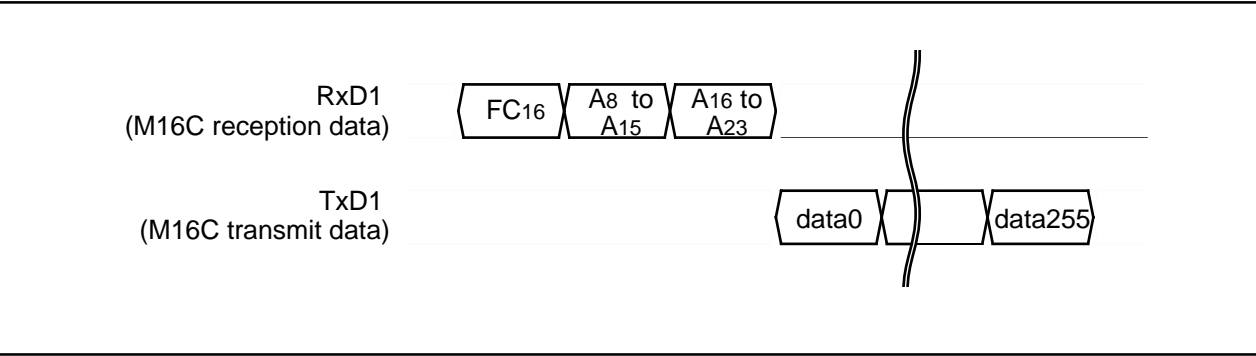 RxD1
(M16C reception data)
FC16
A8 to
A15
A16 to
A23
TxD1
(M16C transmit data)
data0
data255